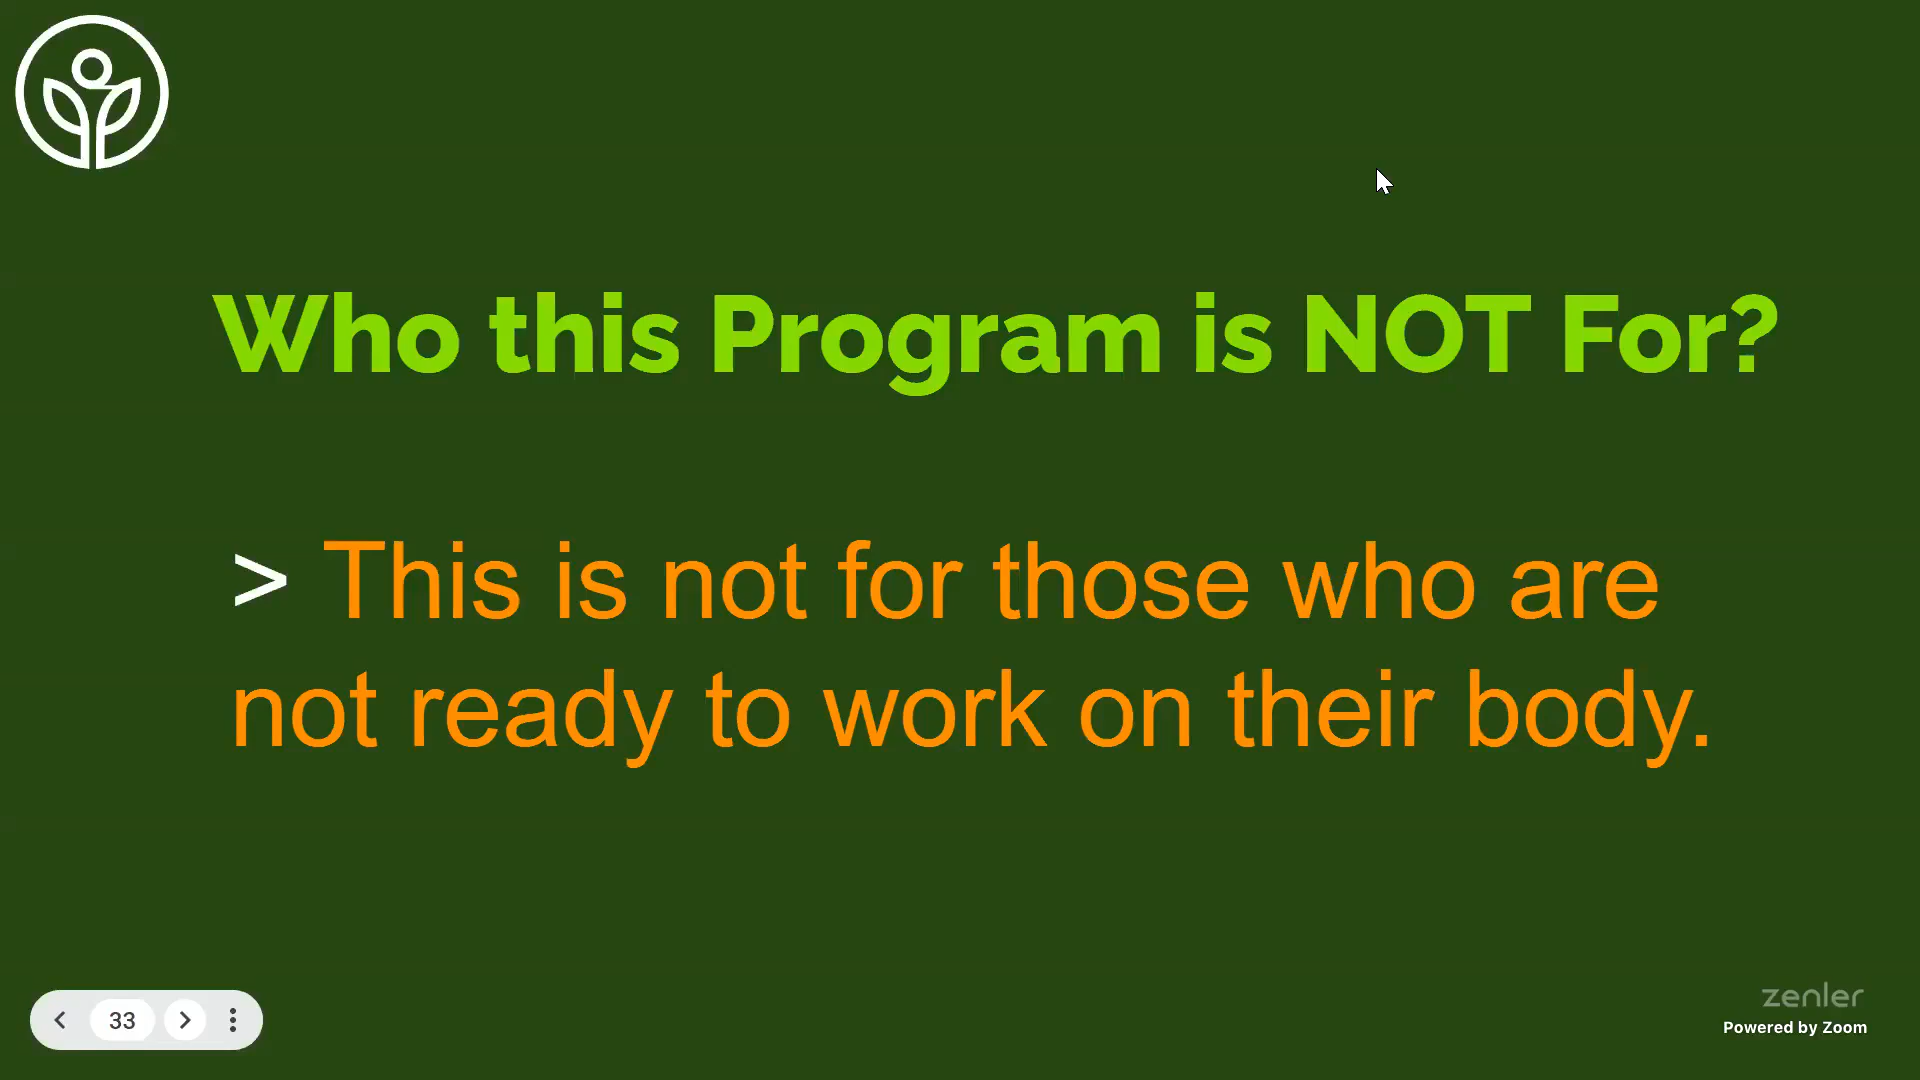 Who this Program is NOT For?
> This is not for those who are
not ready to work on their body.
33
zenler
Powered by Zoom